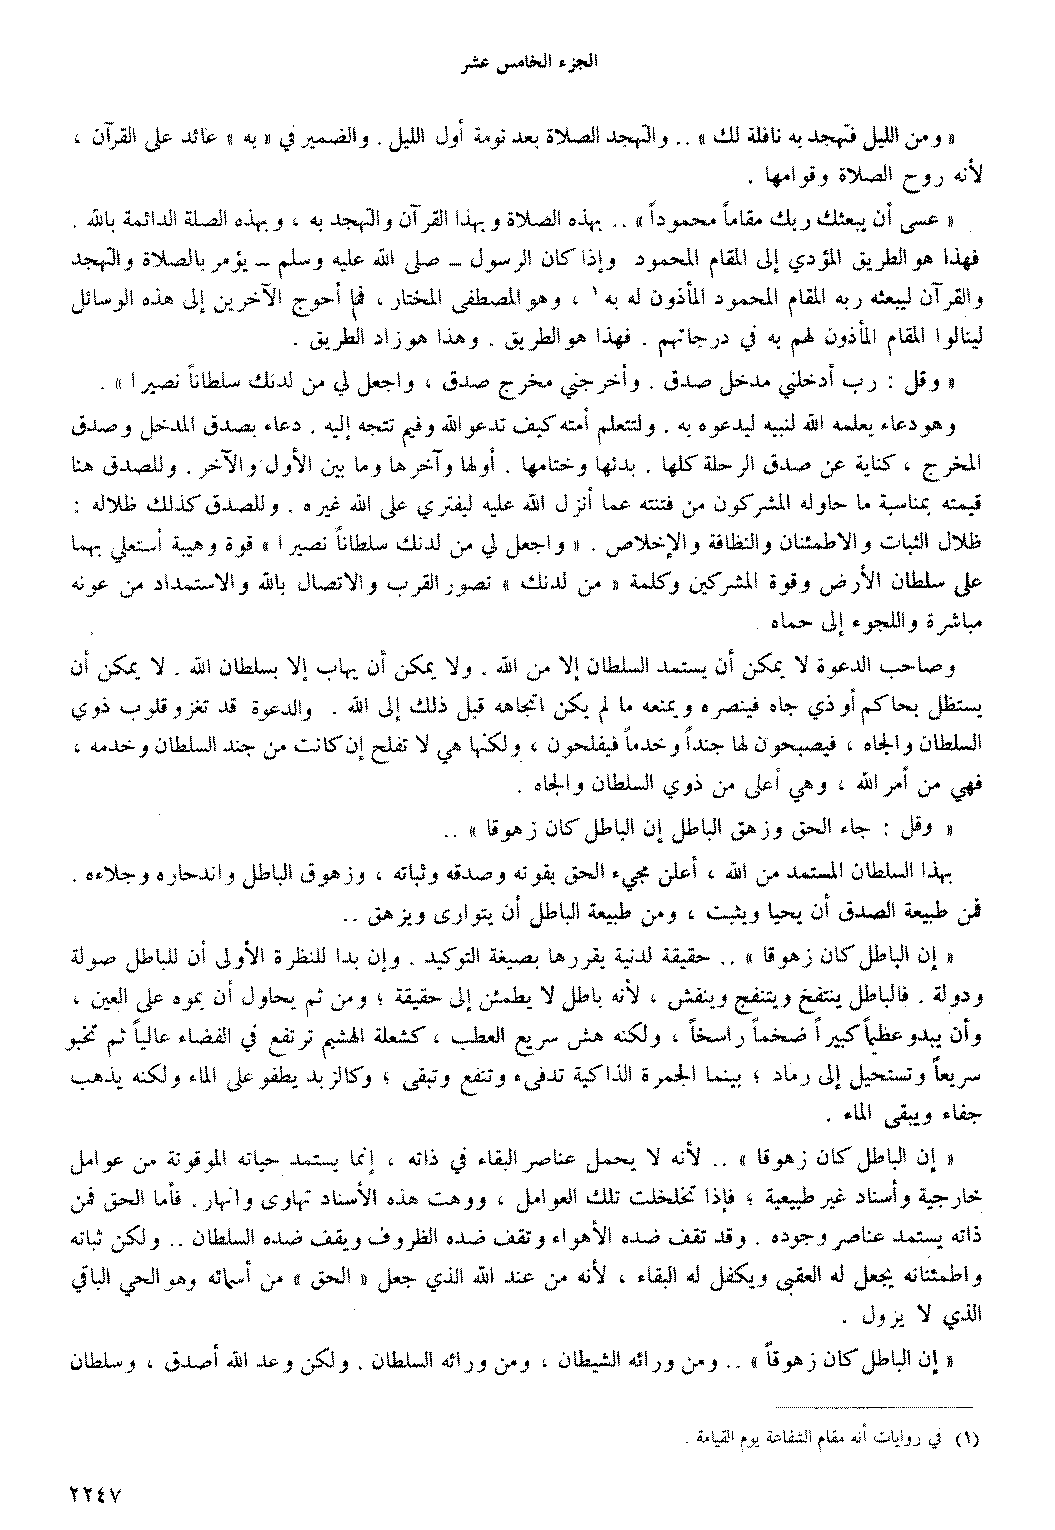 الجزء الخامس عشر
« ومن الليل فتهجد به نافلة لك » .. والتهجد الصلاة بعد نومة أول الليل . والضمير في « به » عائد على القرآن ،
لأنه روح الصلاة وقوامها .
« عسى أن يبعثك ربك مقاماً محموداً » .. بهذه الصلاة وبهذا القرآن والتهجد به ، وبهذه الصلة الدائمة بالله .
فهذا هو الطريق المؤدي إلى المقام المحمود وإذا كان الرسول ــ صلى الله عليه وسلم ــ يؤمر بالصلاة والتهجد
والقرآن ليبعثه ربه المقام المحمود المأذون له به ١ ، وهو المصطفى المختار ، فما أحوج الآخرين إلى هذه الوسائل
لينالوا المقام المأذون لهم به في درجاتهم . فهذا هو الطريق . وهذا هو زاد الطريق .
« وقل : رب أدخلني مدخل صدق . وأخرجني مخرج صدق ، واجعل لي من لدنك سلطاناً نصيرا » .
وهو دعاء يعلمه الله لنبيه ليدعوه به . ولتتعلم أمته كيف تدعو الله وفيم تتجه إليه . دعاء بصدق المدخل وصدق
المخرج ، كناية عن صدق الرحلة كلها . بدئها وختامها . أولها وآخرها وما بين الأول والآخر . وللصدق هنا
قيمته بمناسبة ما حاوله المشركون من فتنته عما أنزل الله عليه ليفتري على الله غيره . وللصدق كذلك ظلاله :
ظلال الثبات والاطمئنان والنظافة والإخلاص . « واجعل لي من لدنك سلطاناً نصيرا » قوة وهيبة أستعلي بهما
على سلطان الأرض وقوة المشركين وكلمة « من لدنك » تصور القرب والاتصال بالله والاستمداد من عونه
مباشرة واللجوء إلى حماه .
وصاحب الدعوة لا يمكن أن يستمد السلطان إلا من الله . ولا يمكن أن يهاب إلا بسلطان الله . لا يمكن أن
يستظل بحاكم أو ذي جاه فينصره ويمنعه ما لم يكن اتجاهه قبل ذلك إلى الله . والدعوة قد تغزو قلوب ذوي
السلطان والجاه ، فيصبحون لها جنداً وخدماً فيفلحون ، ولكنها هي لا تفلح إن كانت من جند السلطان وخدمه ،
فهي من أمر الله ، وهي أعلى من ذوي السلطان والجاه .
« وقل : جاء الحق وزهق الباطل إن الباطل كان زهوقا » ..
بهذا السلطان المستمد من الله ، أعلن مجيء الحق بقوته وصدقه وثباته ، وزهوق الباطل واندحاره وجلاءه .
فمن طبيعة الصدق أن يحيا ويثبت ، ومن طبيعة الباطل أن يتوارى ويزهق ..
« إن الباطل كان زهوقا » .. حقيقة لدنية يقررها بصيغة التوكيد . وإن بدا للنظرة الأولى أن للباطل صولة
ودولة . فالباطل ينتفخ ويتنفج وينفش ، لأنه باطل لا يطمئن إلى حقيقة ؛ ومن ثم يحاول أن يموه على العين ،
وأن يبدو عظيماً كبيراً ضخماً راسخاً ، ولكنه هش سريع العطب ، كشعلة الهشيم ترتفع في الفضاء عالياً ثم تخبو
سريعاً وتستحيل إلى رماد ؛ بينما الجمرة الذاكية تدفىء وتنفع وتبقى ؛ وكالزبد يطفو على الماء ولكنه يذهب
جفاء ويبقى الماء .
« إن الباطل كان زهوقا » .. لأنه لا يحمل عناصر البقاء في ذاته ، إنما يستمد حياته الموقوتة من عوامل
خارجية وأسناد غير طبيعية ؛ فإذا تخلخلت تلك العوامل ، ووهت هذه الأسناد تهاوى وانهار . فأما الحق فمن
ذاته يستمد عناصر وجوده . وقد تقف ضده الأهواء وتقف ضده الظروف ويقف ضده السلطان .. ولكن ثباته
واطمئنانه يجعل له العقبى ويكفل له البقاء ، لأنه من عند الله الذي جعل « الحق » من أسمائه وهو الحي الباقي
الذي لا يزول .
« إن الباطل كان زهوقاً » .. ومن ورائه الشيطان ، ومن ورائه السلطان . ولكن وعد الله أصدق ، وسلطان
(١) في روايات أنه مقام الشفاعة يوم القيامة .
٢٢٤٧